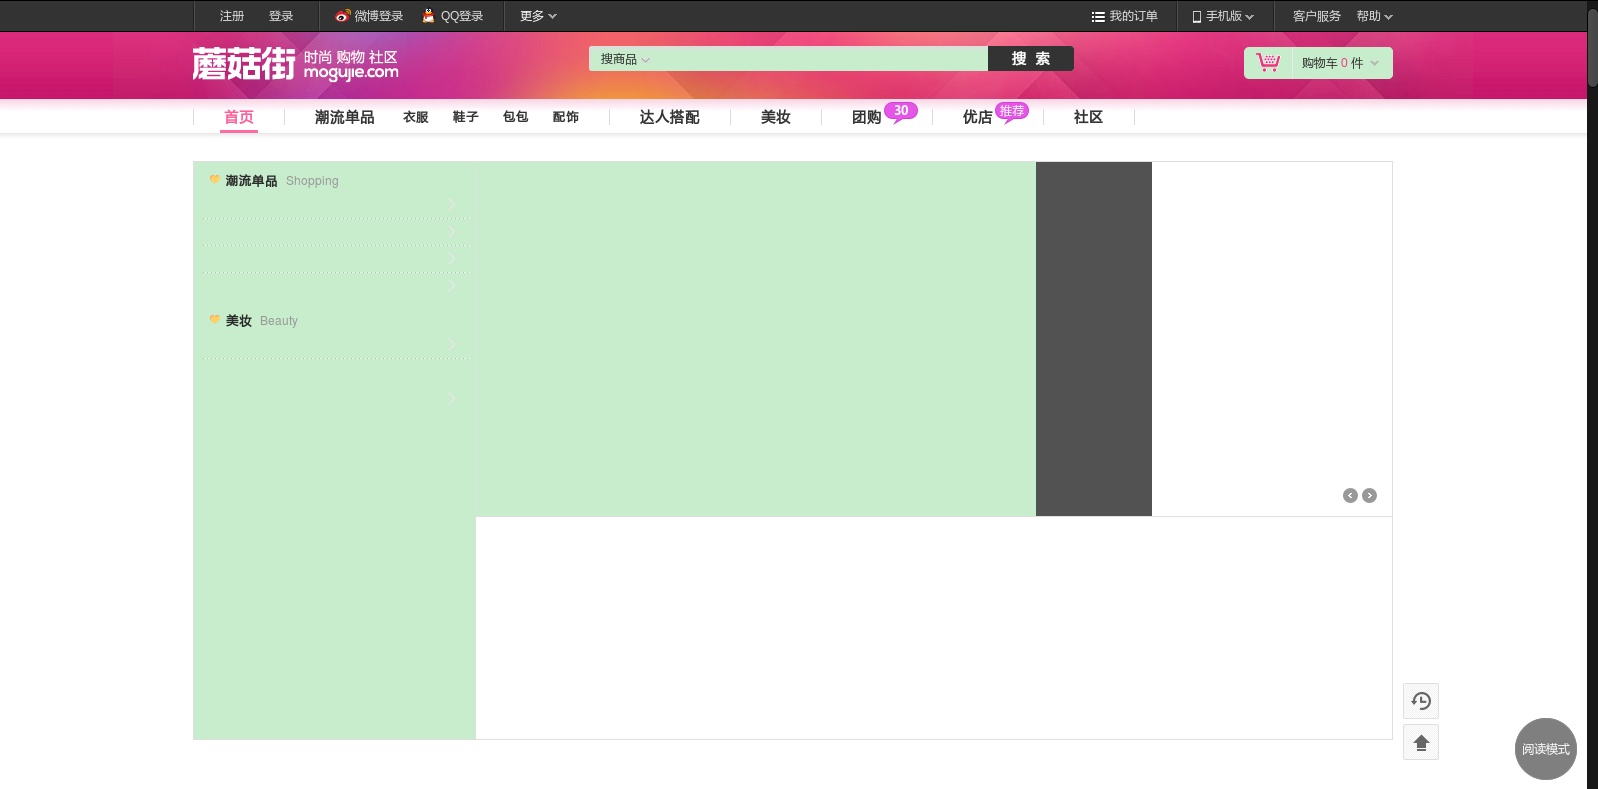 注册 登录 微博登录 QQ登录 更多 我的订单 手机版 客户服务 帮助
蘑菇街 时尚 购物 社区
mogujie.com
搜商品 搜 索 购物车 0 件
首页 潮流单品 衣服 鞋子 包包 配饰 达人搭配 美妆 团购 30 优店 推荐 社区
潮流单品 Shopping
美妆 Beauty
阅读模式